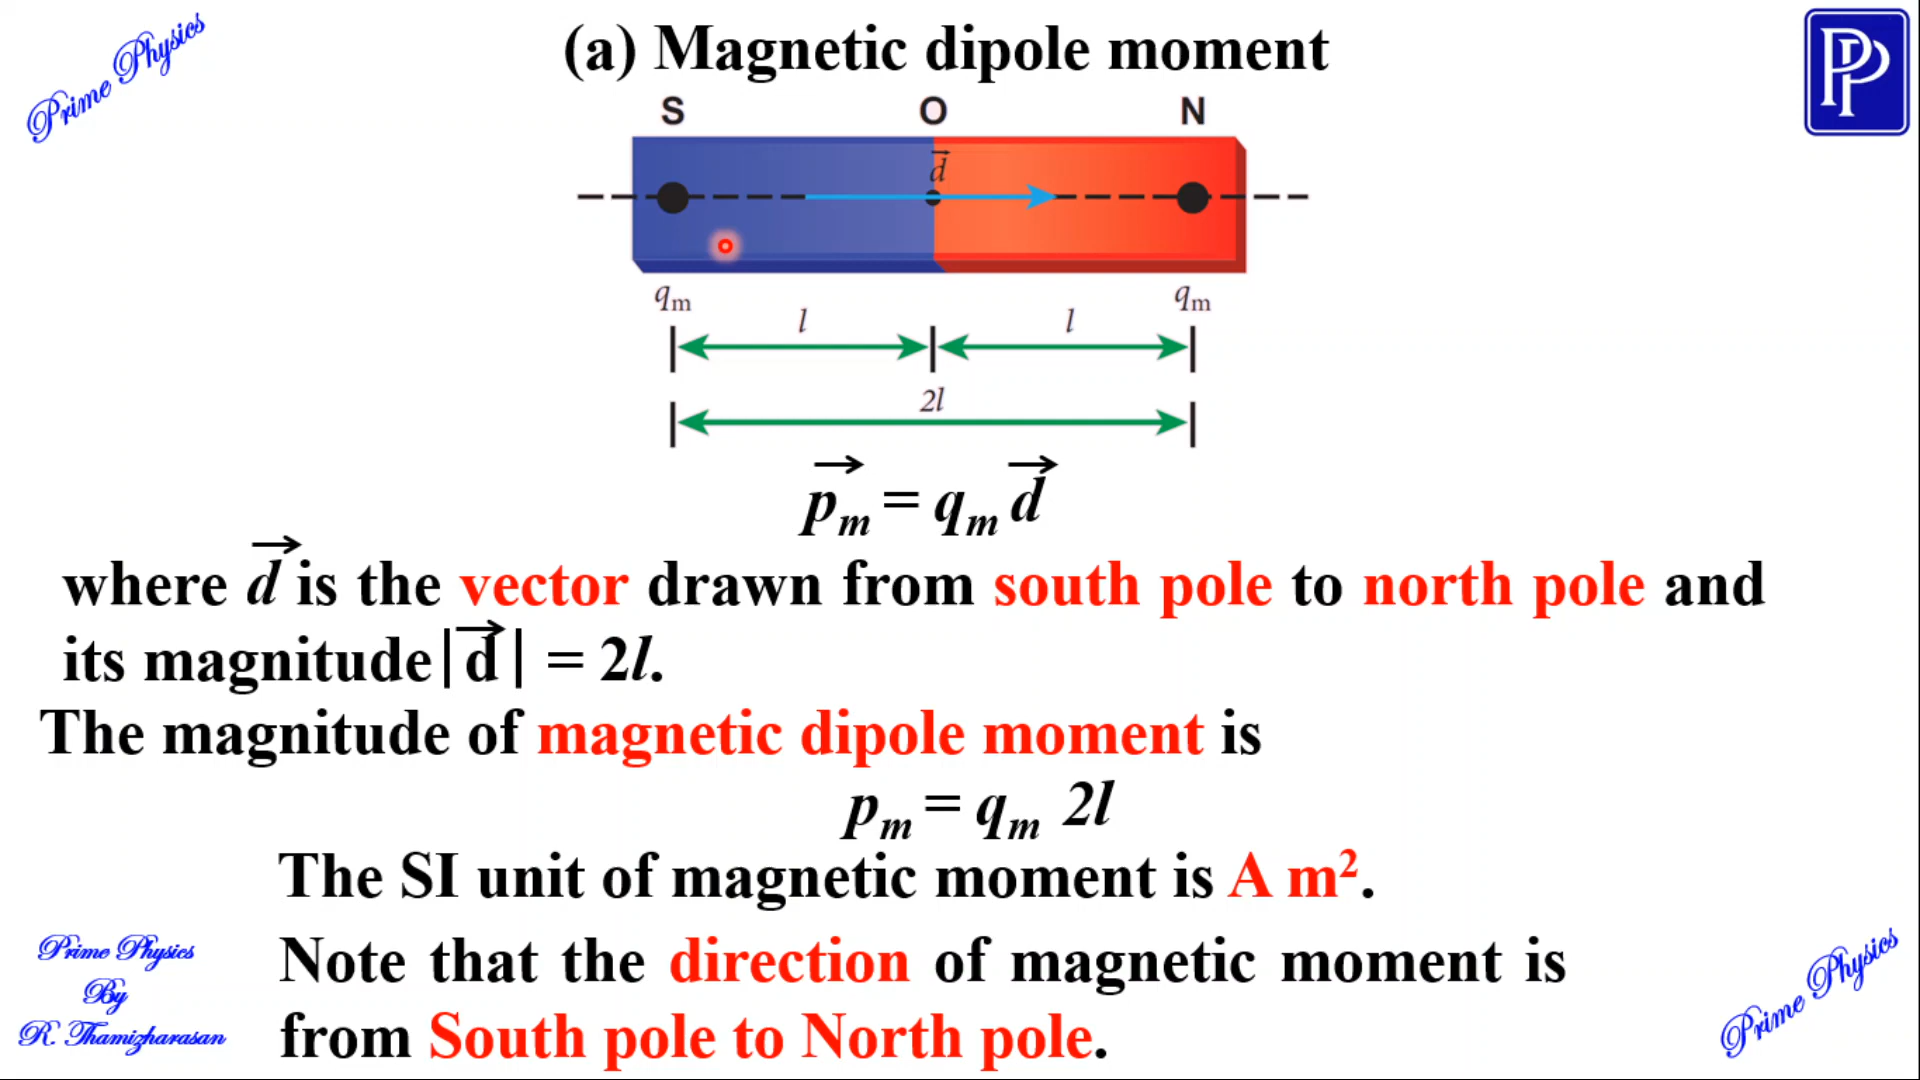 Prime Physics
(a) Magnetic dipole moment
PP
S O N
d
qm qm
l l
2l
pm = qm d
where d is the vector drawn from south pole to north pole and
its magnitude |d| = 2l.
The magnitude of magnetic dipole moment is
pm = qm 2l
The SI unit of magnetic moment is A m².
Note that the direction of magnetic moment is
from South pole to North pole.
Prime Physics
By
R. Thamizharasan
Prime Physics